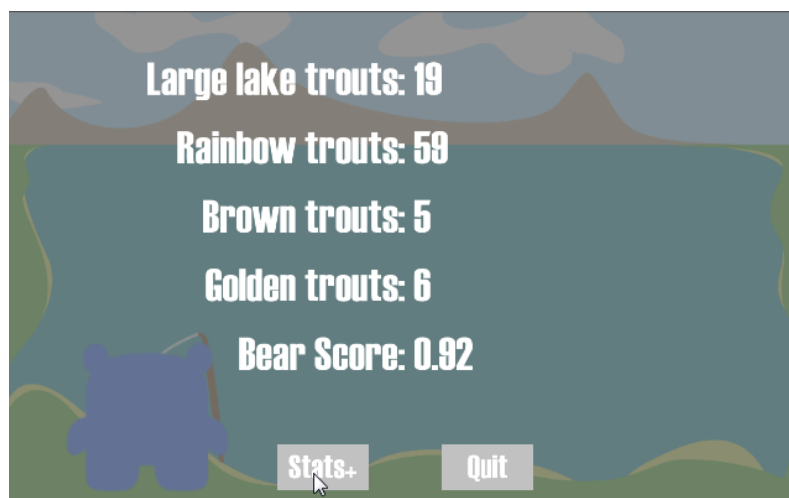 Large lake trouts: 19
Rainbow trouts: 59
Brown trouts: 5
Golden trouts: 6
Bear Score: 0.92
Stats+ Quit